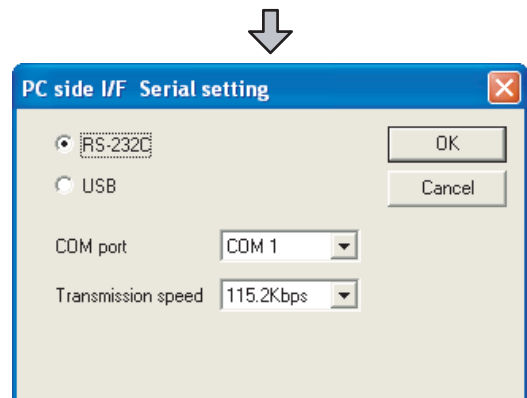 PC side I/F Serial setting
RS-232C
OK
USB
Cancel
COM port
COM 1
Transmission speed
115.2Kbps